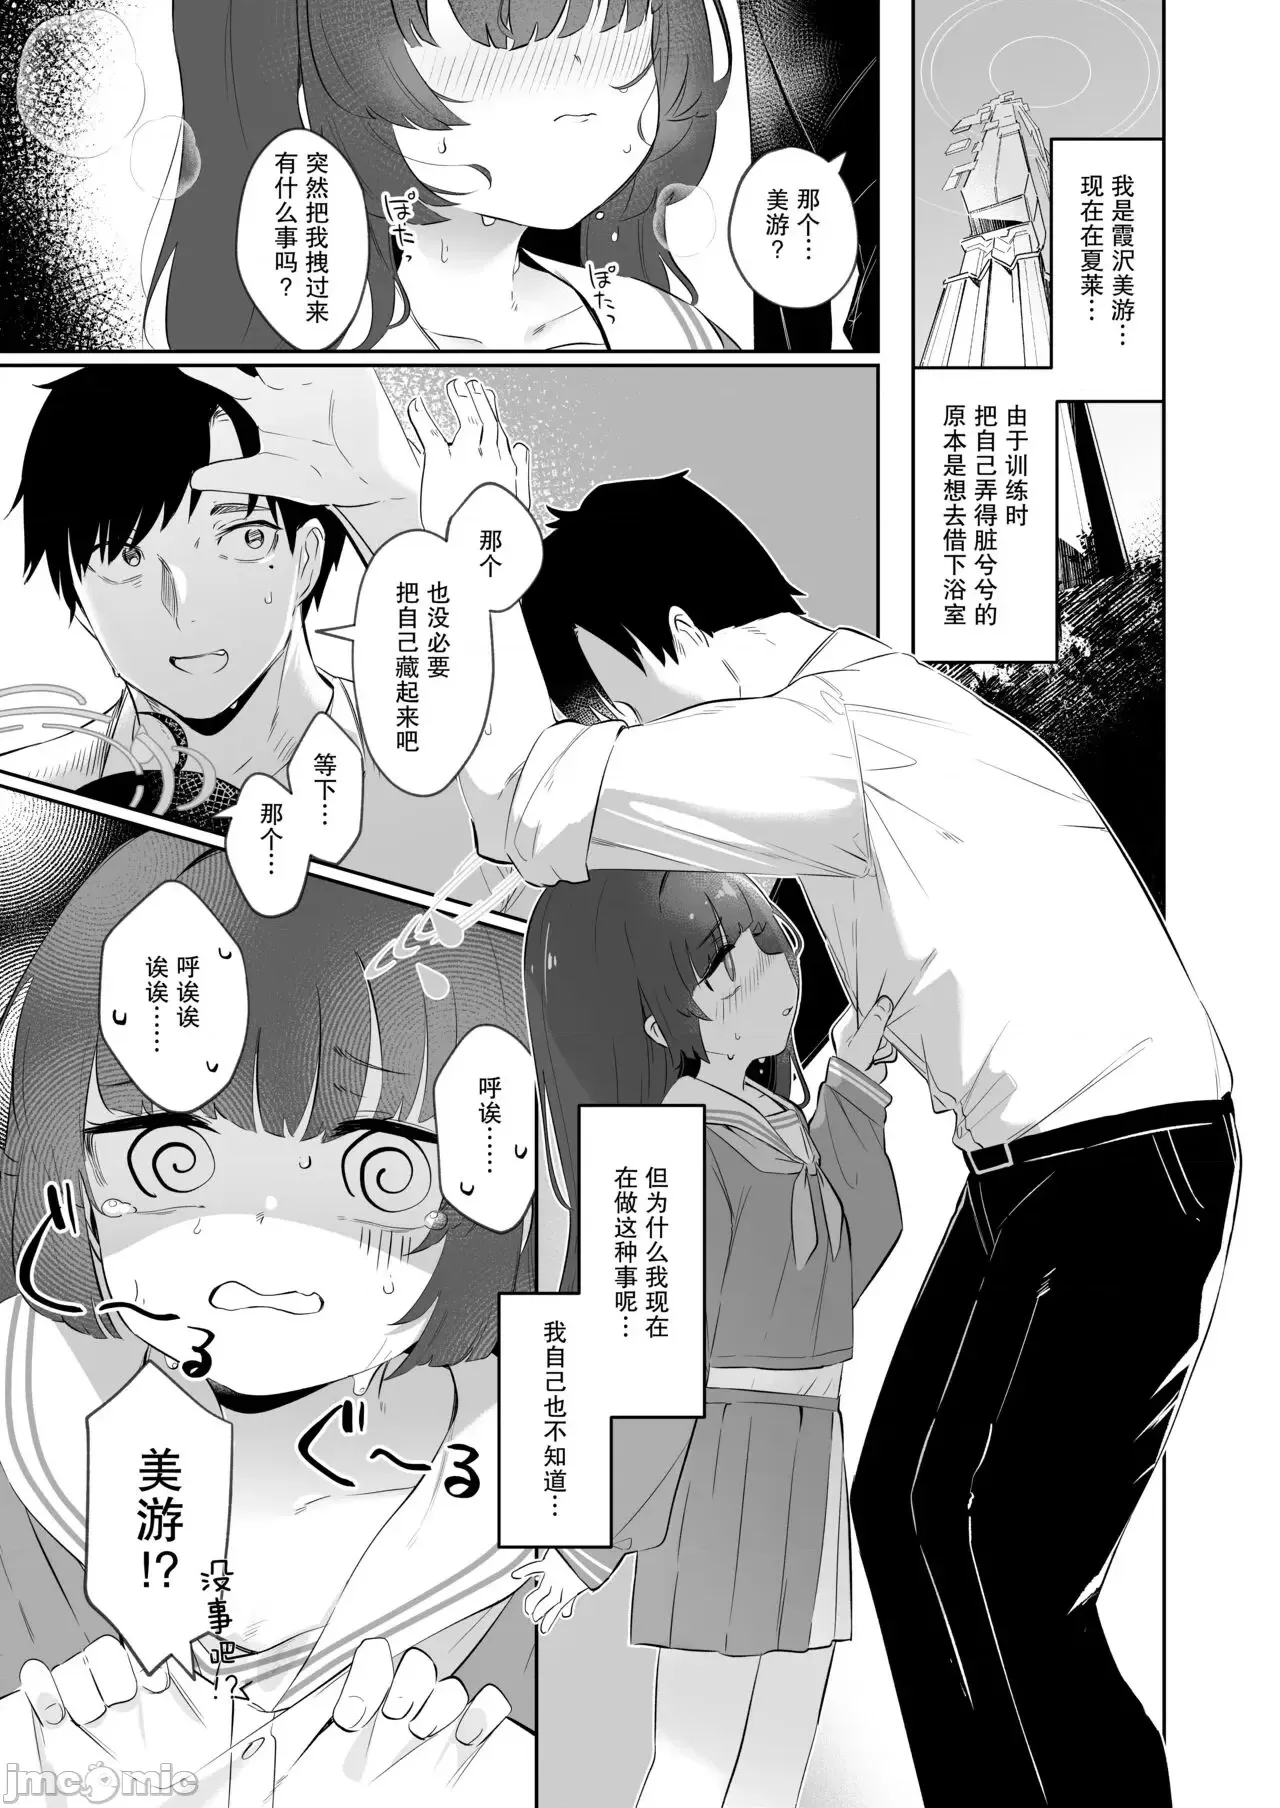 我是霞沢美游…
现在在夏莱…
由于训练时
把自己弄得脏兮兮的
原本是想去借下浴室
那个…
美游？
突然把我拽过来
有什么事吗？
ぽたっ
ぽたぅ
那个
也没必要
把自己藏起来吧
等下…
那个…
但为什么我现在
在做这种事呢…
我自己也不知道…
呼诶……
呼诶诶
诶诶……
ぐ～る
ぐ～る
美游!?
没事吧!?
jmcomic